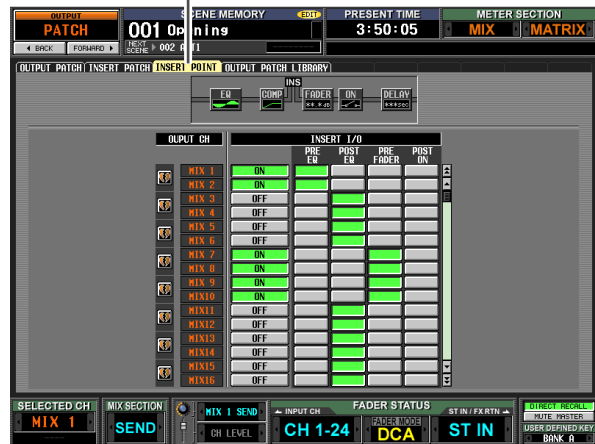 OUTPUT SCENE MEMORY EDIT PRESENT TIME METER SECTION
PATCH 001 Opening 3:50:05 MIX MATRIX
BACK FORWARD NEXT SCENE 002
OUTPUT PATCH INSERT PATCH INSERT POINT OUTPUT PATCH LIBRARY
INS
EQ COMP FADER ON DELAY
**.*dB ***sec
OUPUT CH INSERT I/O
PRE EQ POST EQ PRE FADER POST ON
MIX 1 ON
MIX 2 ON
MIX 3 OFF
MIX 4 OFF
MIX 5 OFF
MIX 6 OFF
MIX 7 ON
MIX 8 ON
MIX 9 ON
MIX10 ON
MIX11 OFF
MIX12 OFF
MIX13 OFF
MIX14 OFF
MIX15 OFF
MIX16 OFF
SELECTED CH MIX SECTION FADER STATUS DIRECT RECALL
MIX 1 SEND MIX 1 SEND INPUT CH FADER MODE ST IN / FX RTN MUTE MASTER
CH LEVEL CH 1-24 DCA ST IN USER DEFINED KEY
BANK A